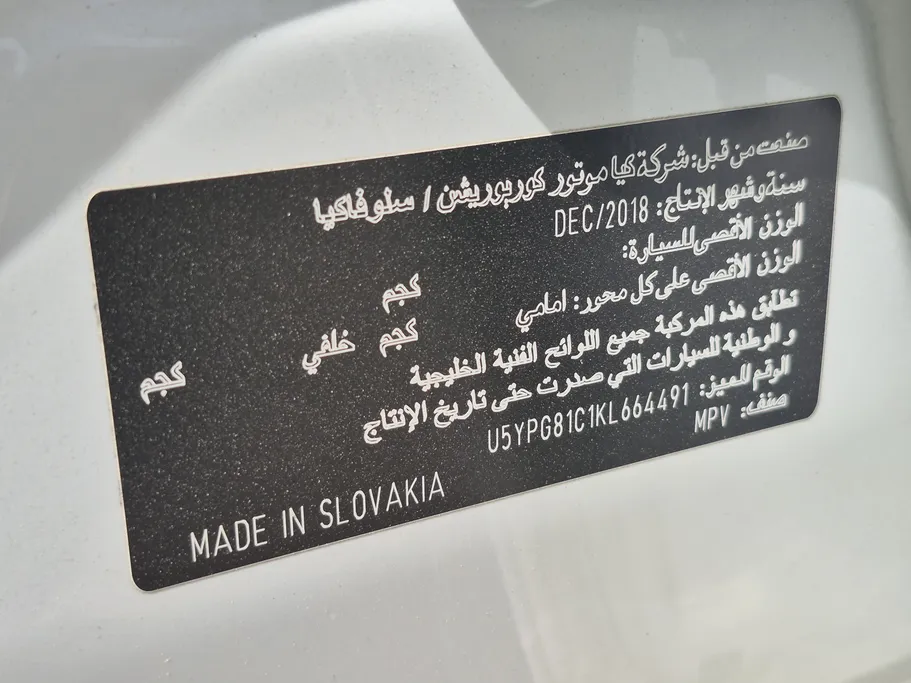 صنعت من قبل: شركة كيا موتور كوربوريشن / سلوفاكيا
سنة وشهر الإنتاج: DEC/2018
الوزن الأقصى للسيارة: كجم
الوزن الأقصى على كل محور: امامي كجم خلفي كجم
تطابق هذه المركبة جميع اللوائح الفنية الخليجية
والوطنية للسيارات التي صدرت حتى تاريخ الإنتاج
الرقم المميز: U5YPG81C1KL664491
صنف: MPV
MADE IN SLOVAKIA